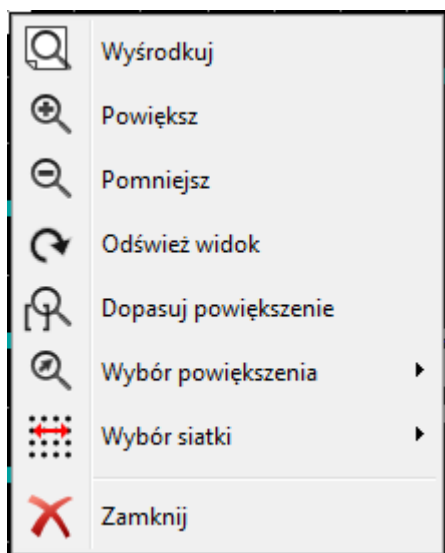 Wyśrodkuj
Powiększ
Pomniejsz
Odśwież widok
Dopasuj powiększenie
Wybór powiększenia
Wybór siatki
Zamknij